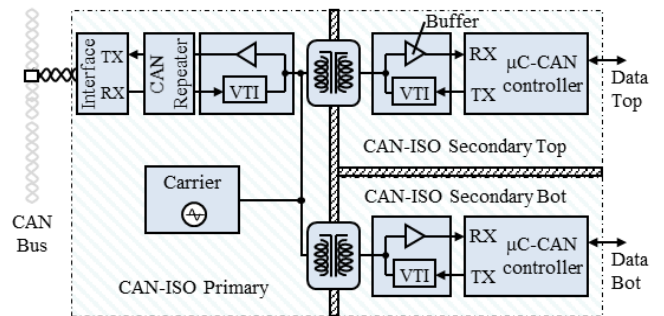 Buffer
Interface
TX
RX
CAN
Repeater
VTI
VTI
RX
TX
μC-CAN
controller
Data
Top
CAN-ISO Secondary Top
CAN-ISO Secondary Bot
Carrier
CAN
Bus
VTI
RX
TX
μC-CAN
controller
Data
Bot
CAN-ISO Primary